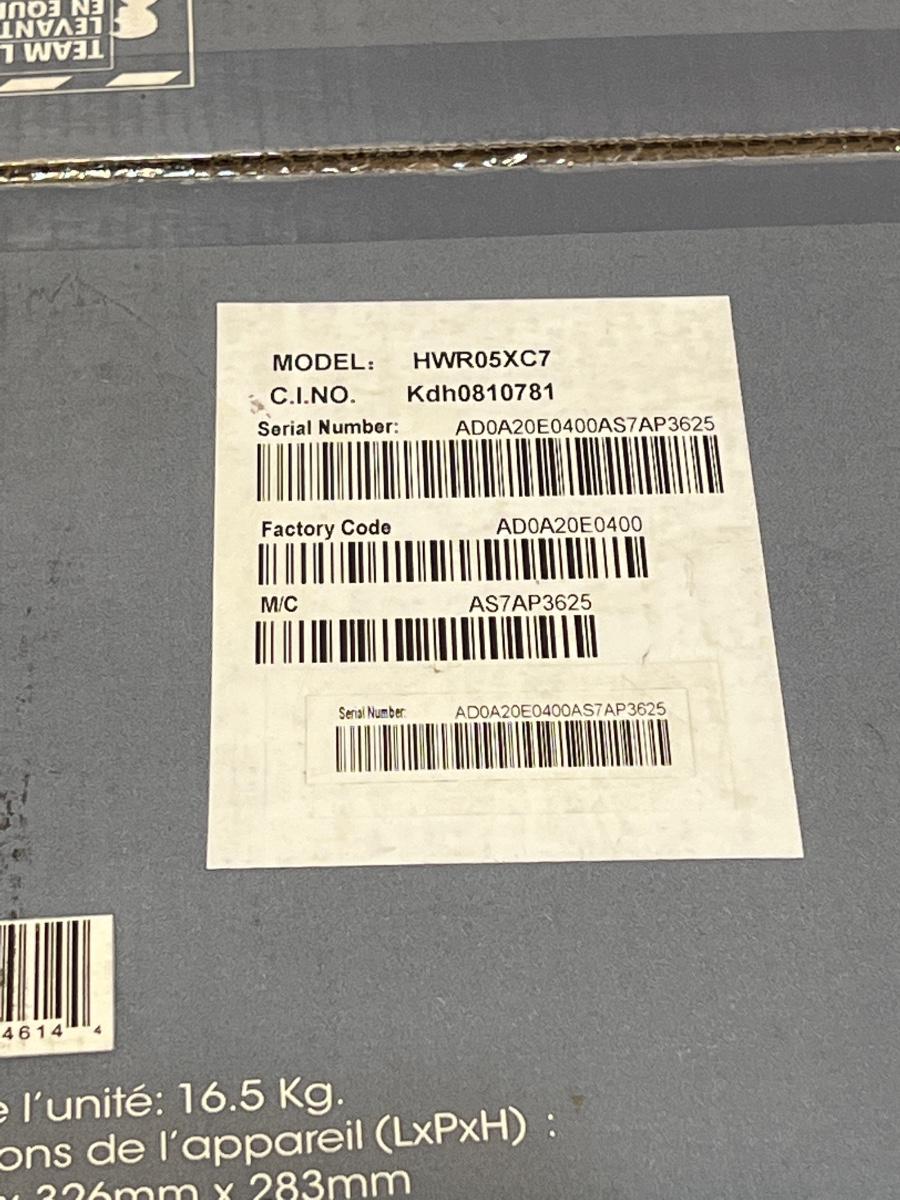 TEAM L
LEVANT
EN EQUI
MODEL: HWR05XC7
C.I.NO. Kdh0810781
Serial Number: AD0A20E0400AS7AP3625
Factory Code AD0A20E0400
M/C AS7AP3625
Serial Number: AD0A20E0400AS7AP3625
4614 4
e l'unité: 16.5 Kg.
ons de l'appareil (LxPxH) :
x 326mm x 283mm